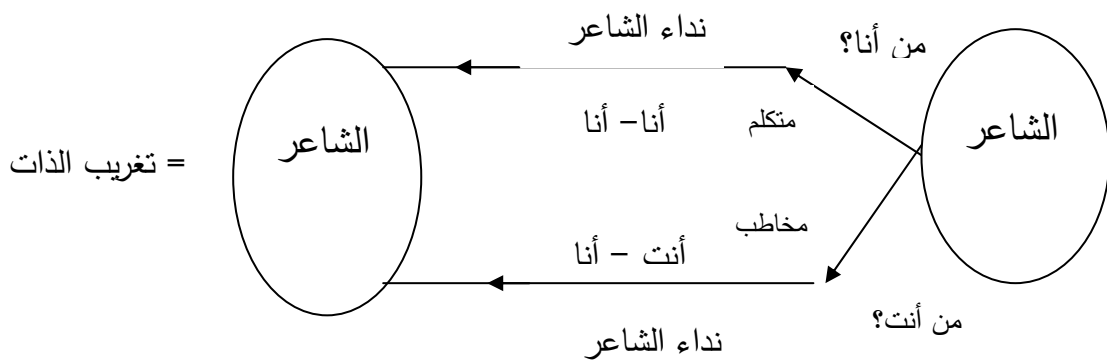 نداء الشاعر
من أنا؟
الشاعر
متكلم
أنا– أنا
الشاعر
= تغريب الذات
مخاطب
أنت – أنا
من أنت؟
نداء الشاعر